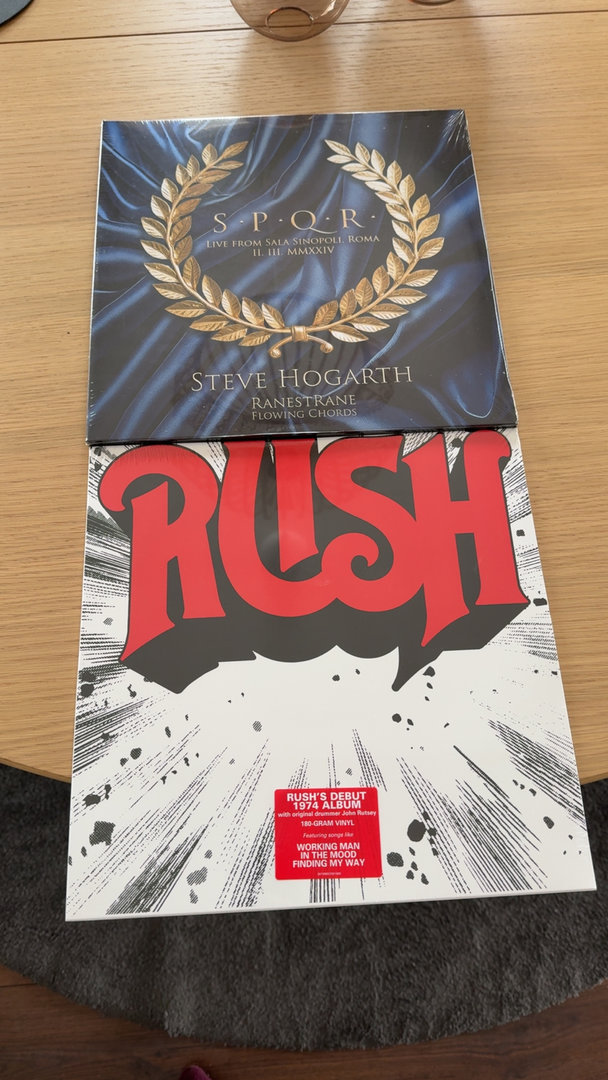 S·P·Q·R·
LIVE FROM SALA SINOPOLI, ROMA
II. III. MMXXIV
STEVE HOGARTH
RANESTRANE
FLOWING CHORDS
RUSH
RUSH'S DEBUT
1974 ALBUM
with original drummer John Rutsey
180-GRAM VINYL
Featuring songs like
WORKING MAN
IN THE MOOD
FINDING MY WAY